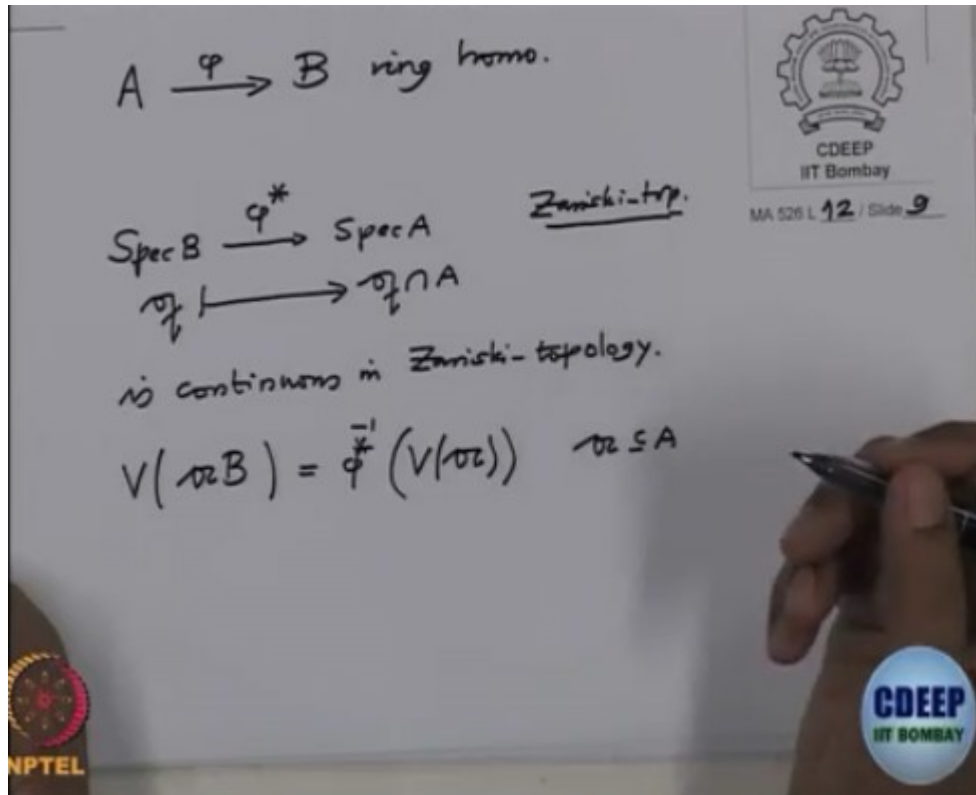 A —φ→ B ring homo.
CDEEP
IIT Bombay
MA 526 L 12 / Slide 9
Spec B —φ*→ Spec A
Zariski-top.
𝔮 ↦ 𝔮 ∩ A
is continuous in Zariski-topology.
V(𝔞B) = φ*⁻¹(V(𝔞)) 𝔞 ⊆ A
NPTEL
CDEEP
IIT BOMBAY